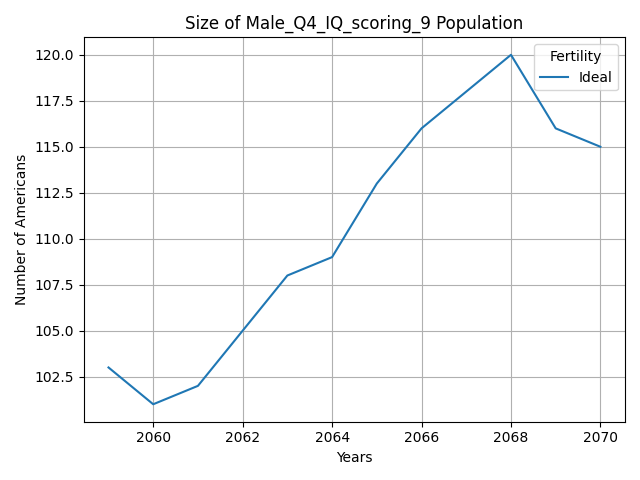 Size of Male_Q4_IQ_scoring_9 Population
Fertility
Ideal
Number of Americans
120.0
117.5
115.0
112.5
110.0
107.5
105.0
102.5
2060 2062 2064 2066 2068 2070
Years